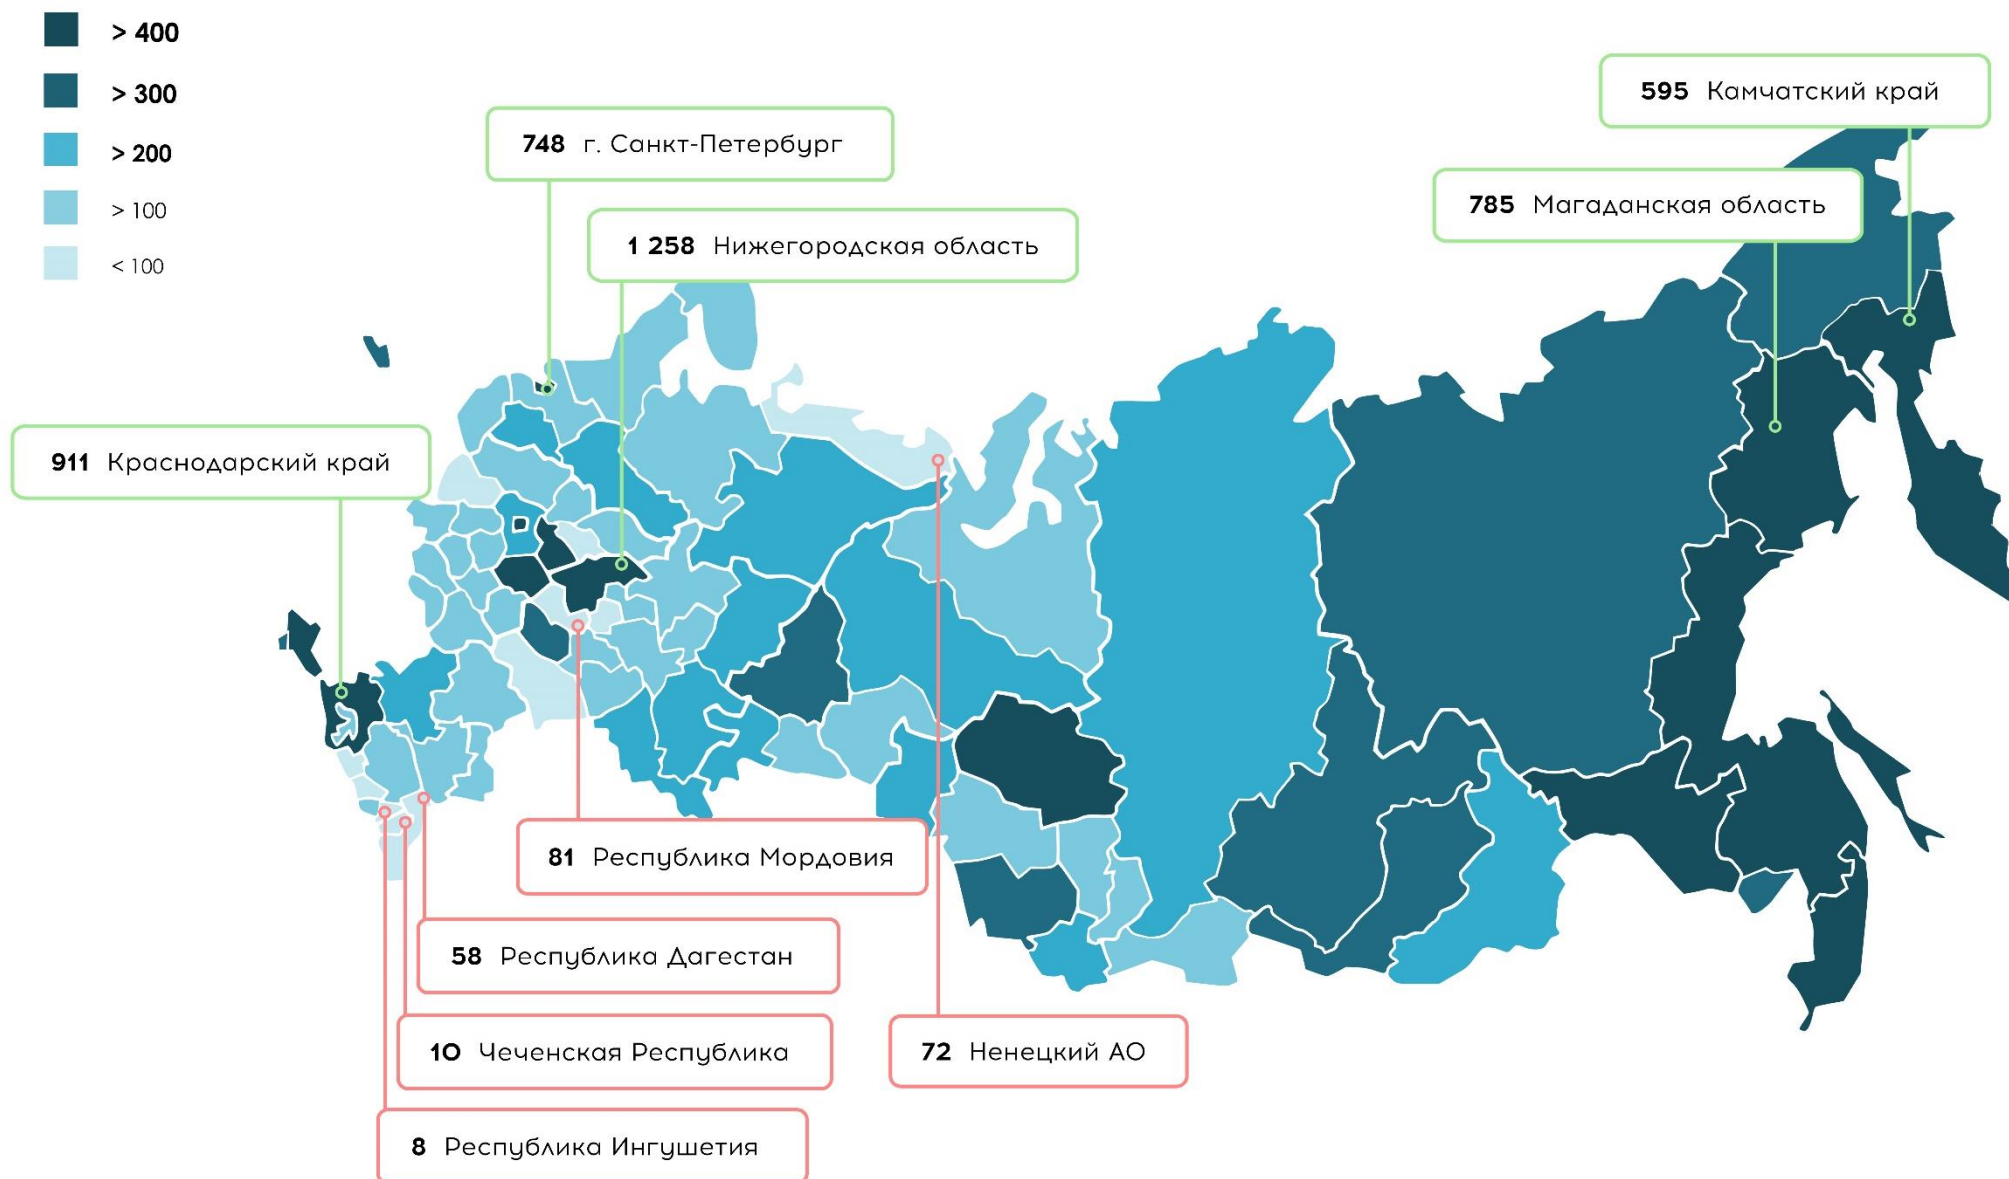 > 400
> 300
> 200
> 100
< 100
595 Камчатский край
748 г. Санкт-Петербург
785 Магаданская область
1 258 Нижегородская область
911 Краснодарский край
81 Республика Мордовия
58 Республика Дагестан
10 Чеченская Республика
72 Ненецкий АО
8 Республика Ингушетия